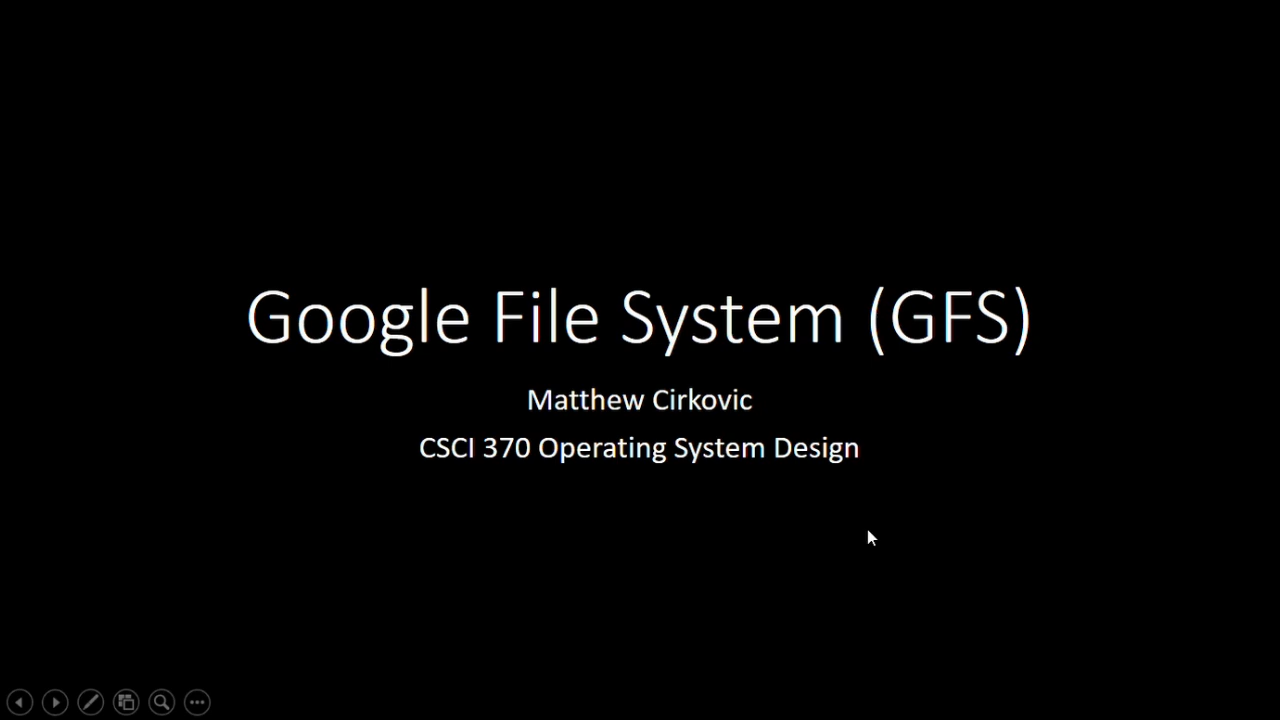 Google File System (GFS)
Matthew Cirkovic
CSCI 370 Operating System Design